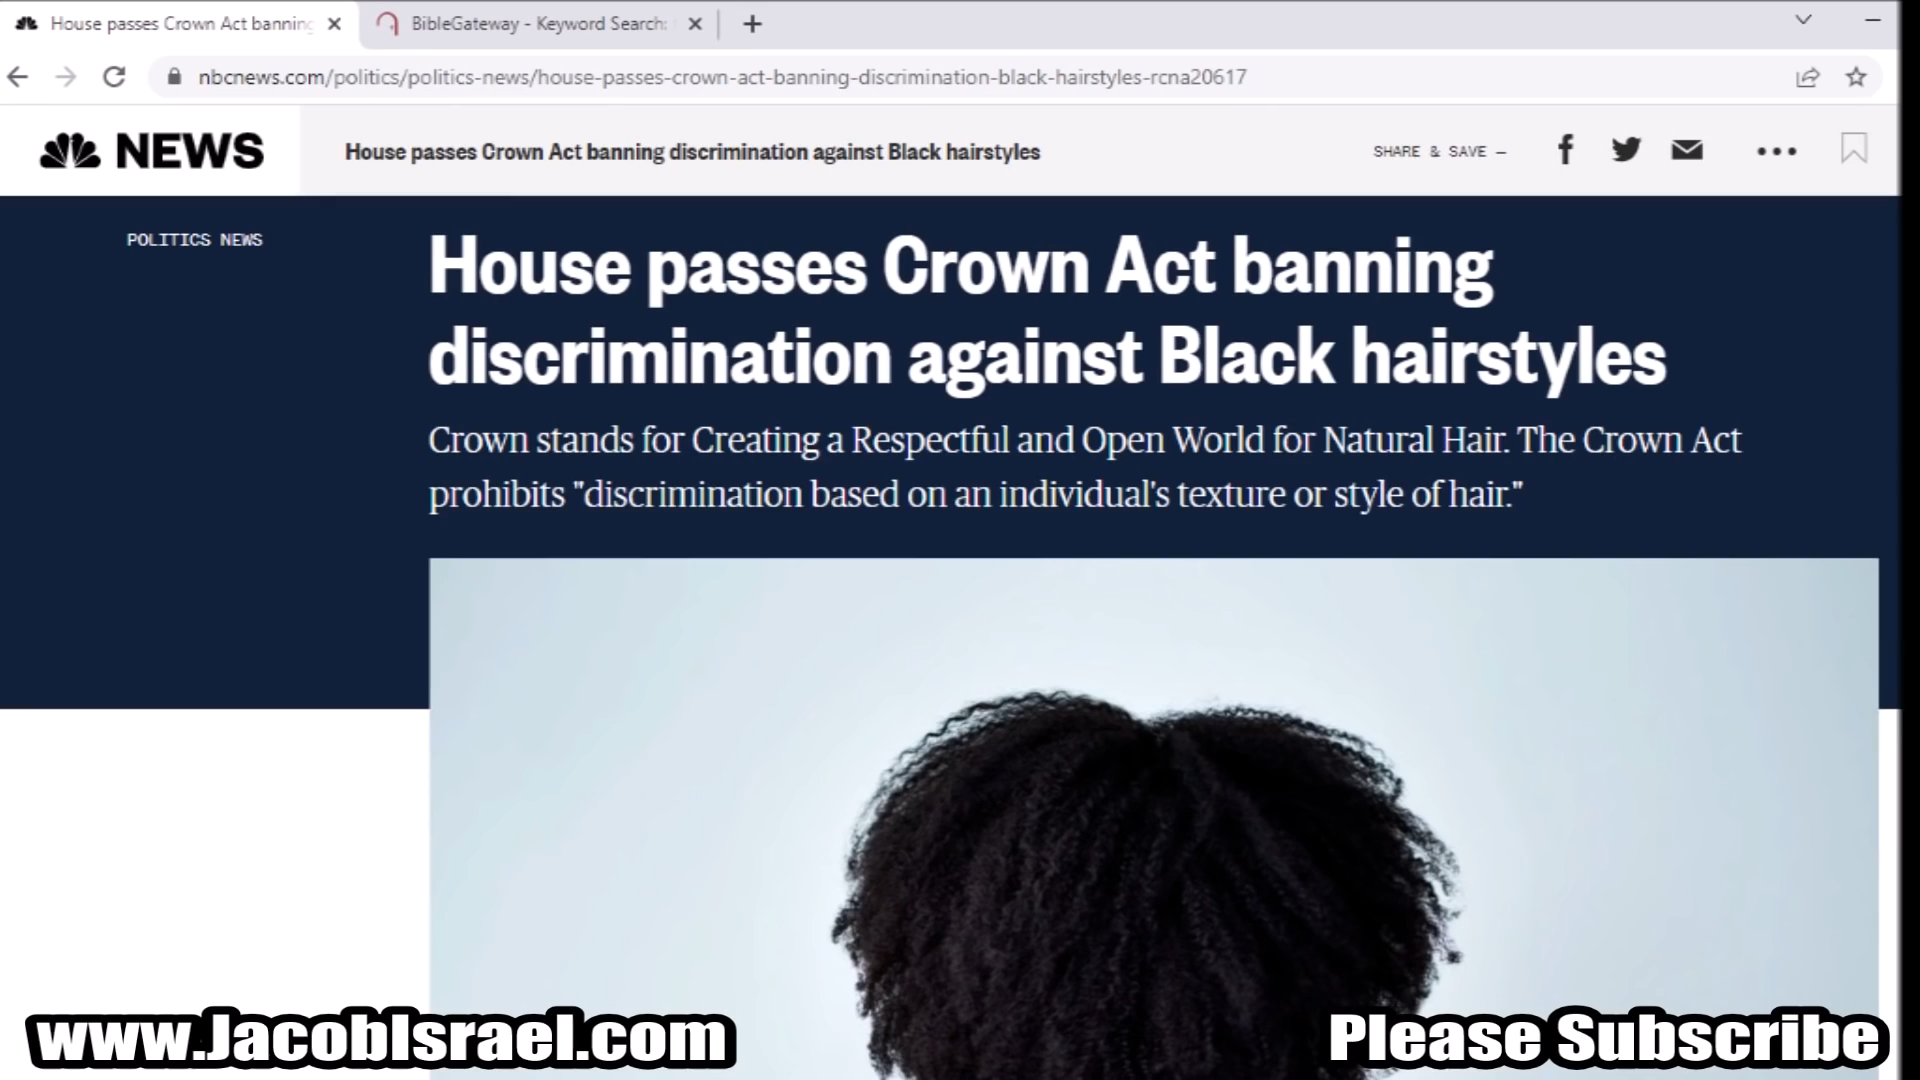 House passes Crown Act banning
BibleGateway - Keyword Search:
nbcnews.com/politics/politics-news/house-passes-crown-act-banning-discrimination-black-hairstyles-rcna20617
NEWS
House passes Crown Act banning discrimination against Black hairstyles
SHARE & SAVE –
POLITICS NEWS
House passes Crown Act banning
discrimination against Black hairstyles
Crown stands for Creating a Respectful and Open World for Natural Hair. The Crown Act
prohibits "discrimination based on an individual's texture or style of hair."
www.JacobIsrael.com
Please Subscribe